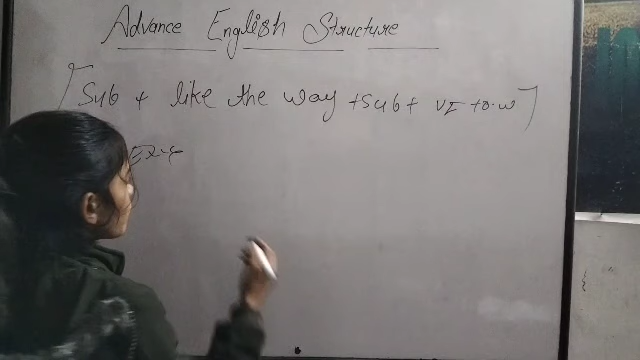 Advance English Structure
[Sub + like the way + sub + VI + o.w]
Ex:-